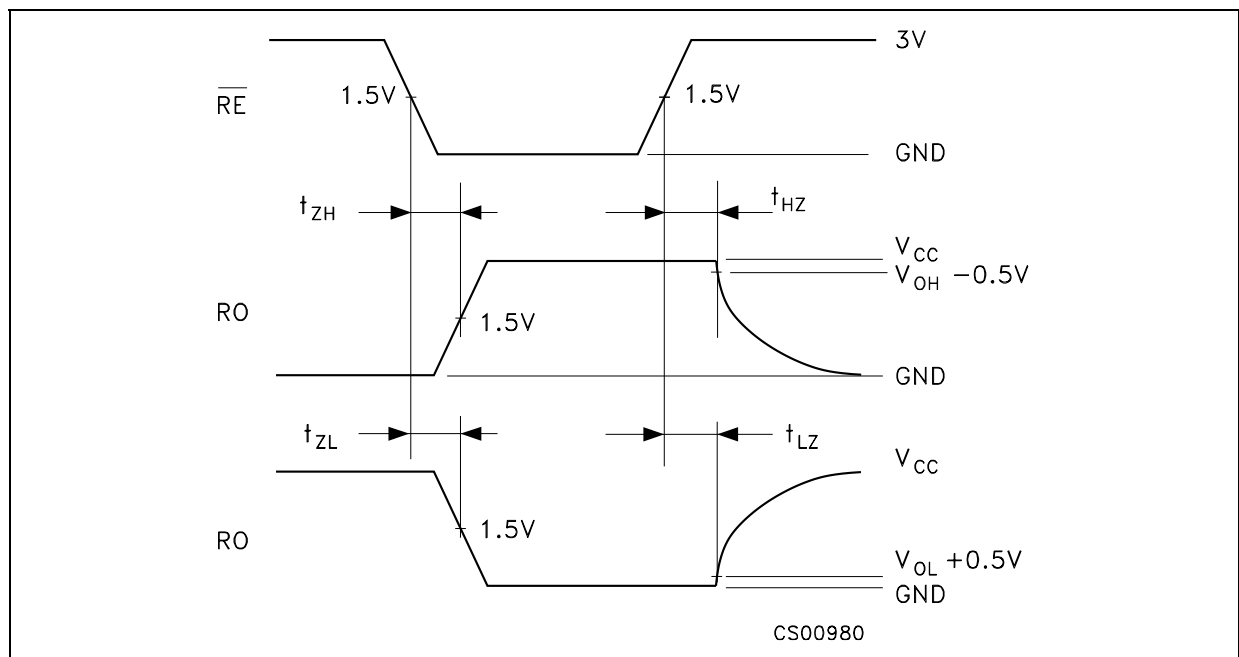 3V
R̅E̅
1.5V
1.5V
GND
tZH
tHZ
VCC
VOH −0.5V
RO
1.5V
GND
tZL
tLZ
VCC
RO
1.5V
VOL +0.5V
GND
CS00980